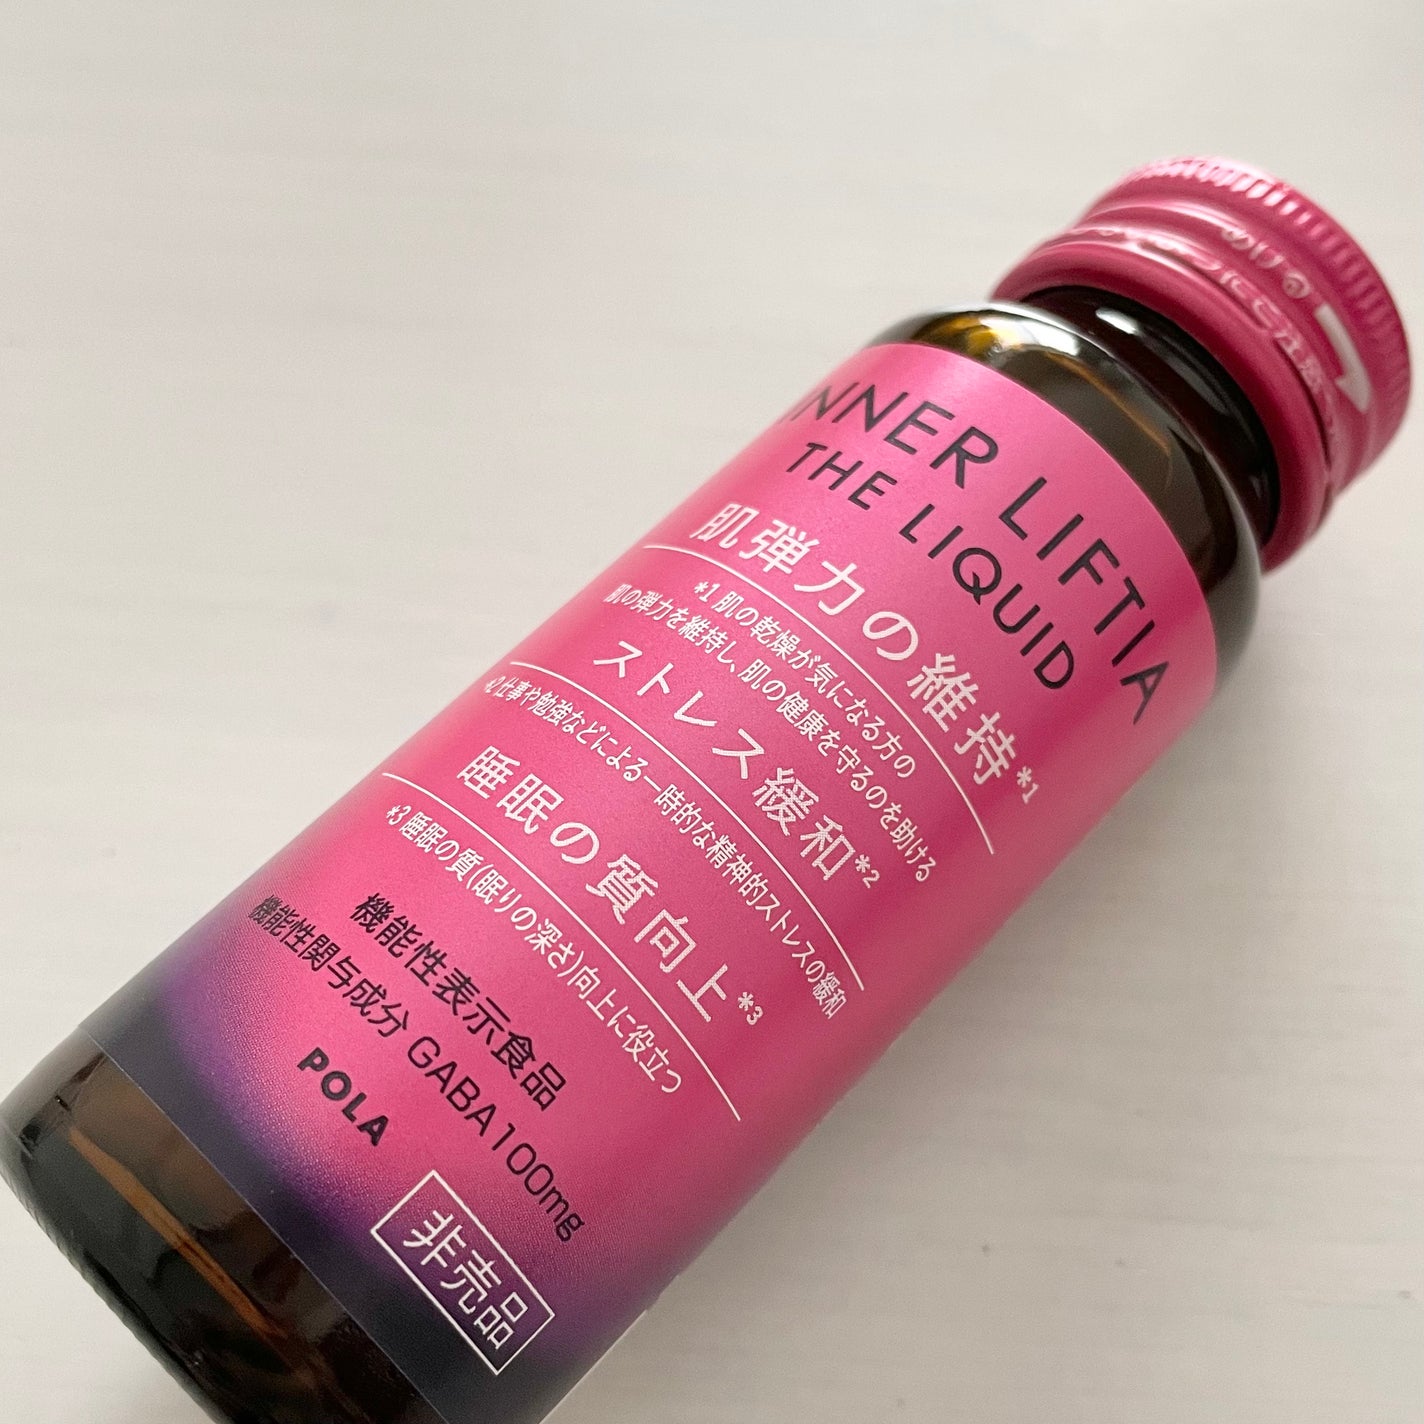 INNER LIFTIA
THE LIQUID
肌弾力の維持*1
*1 肌の乾燥が気になる方の
肌の弾力を維持し、肌の健康を守るのを助ける
ストレス緩和*2
*2 仕事や勉強などによる一時的な精神的ストレスの緩和
睡眠の質向上*3
*3 睡眠の質(眠りの深さ)向上に役立つ
機能性表示食品
機能性関与成分 GABA100mg
POLA
非売品